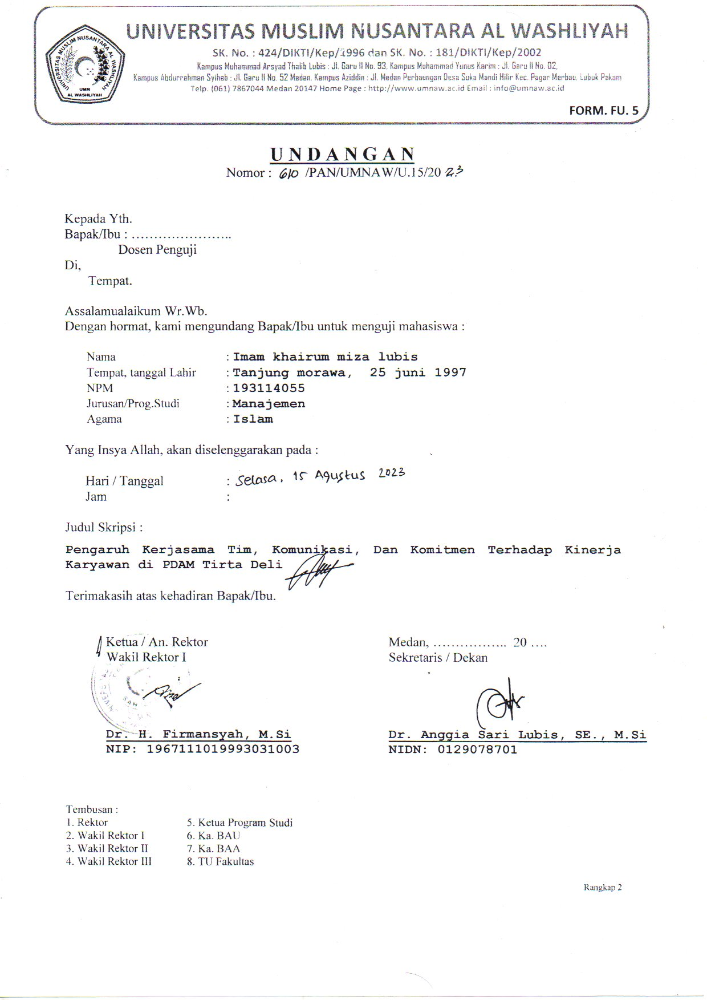 UNIVERSITAS MUSLIM NUSANTARA AL WASHLIYAH
SK. No. : 424/DIKTI/Kep/1996 dan SK. No. : 181/DIKTI/Kep/2002
Kampus Muhammad Arsyad Thalib Lubis : Jl. Garu II No. 93, Kampus Muhammad Yunus Karim : Jl. Garu II No. 02,
Kampus Abdurrahman Syihab : Jl. Garu II No. 52 Medan, Kampus Aziddin : Jl. Medan Perbaungan Desa Suka Mandi Hilir Kec. Pagar Merbau, Lubuk Pakam
Telp. (061) 7867044 Medan 20147 Home Page : http://www.umnaw.ac.id Email : info@umnaw.ac.id
UNIVERSITAS MUSLIM NUSANTARA AL WASHLIYAH
UMN
AL WASHLIYAH
FORM. FU. 5
U N D A N G A N
Nomor : 610 /PAN/UMNAW/U.15/20 23
Kepada Yth.
Bapak/Ibu : …………………..
Dosen Penguji
Di,
Tempat.
Assalamualaikum Wr.Wb.
Dengan hormat, kami mengundang Bapak/Ibu untuk menguji mahasiswa :
Nama : Imam khairum miza lubis
Tempat, tanggal Lahir : Tanjung morawa, 25 juni 1997
NPM : 193114055
Jurusan/Prog.Studi : Manajemen
Agama : Islam
Yang Insya Allah, akan diselenggarakan pada :
Hari / Tanggal : Selasa, 15 Agustus 2023
Jam :
Judul Skripsi :
Pengaruh Kerjasama Tim, Komunikasi, Dan Komitmen Terhadap Kinerja
Karyawan di PDAM Tirta Deli
Terimakasih atas kehadiran Bapak/Ibu.
Ketua / An. Rektor Medan, …………….. 20 ….
Wakil Rektor I Sekretaris / Dekan
Dr. H. Firmansyah, M.Si Dr. Anggia Sari Lubis, SE., M.Si
NIP: 1967111019993031003 NIDN: 0129078701
Tembusan :
1. Rektor 5. Ketua Program Studi
2. Wakil Rektor I 6. Ka. BAU
3. Wakil Rektor II 7. Ka. BAA
4. Wakil Rektor III 8. TU Fakultas
Rangkap 2